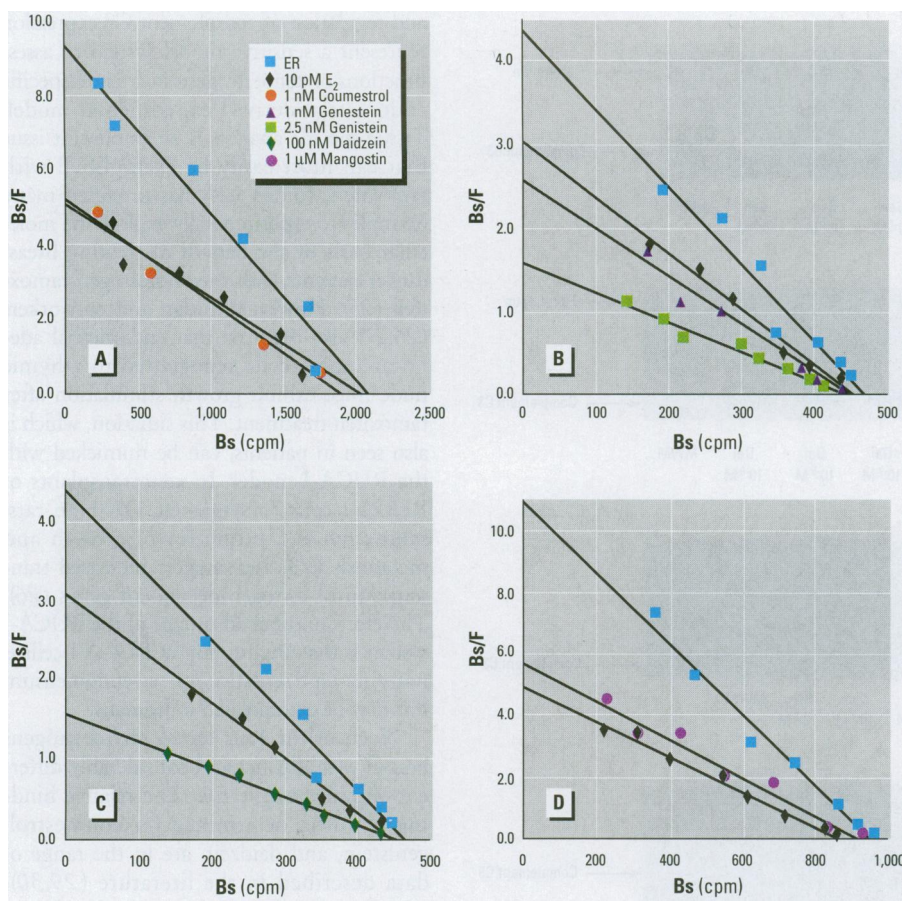 10.0
8.0
6.0
4.0
2.0
0.0
Bs/F
ER
10 pM E2
1 nM Coumestrol
1 nM Genestein
2.5 nM Genistein
100 nM Daidzein
1 µM Mangostin
A
0 500 1000 1,500 2,000 2,500
Bs (cpm)
4.0
3.0
2.0
1.0
0.0
Bs/F
B
0 100 200 300 400 500
Bs (cpm)
4.0
3.0
2.0
1.0
0.0
Bs/F
C
0 100 200 300 400 500
Bs (cpm)
10.0
8.0
6.0
4.0
2.0
0.0
Bs/F
D
0 200 400 600 800 1,000
Bs (cpm)